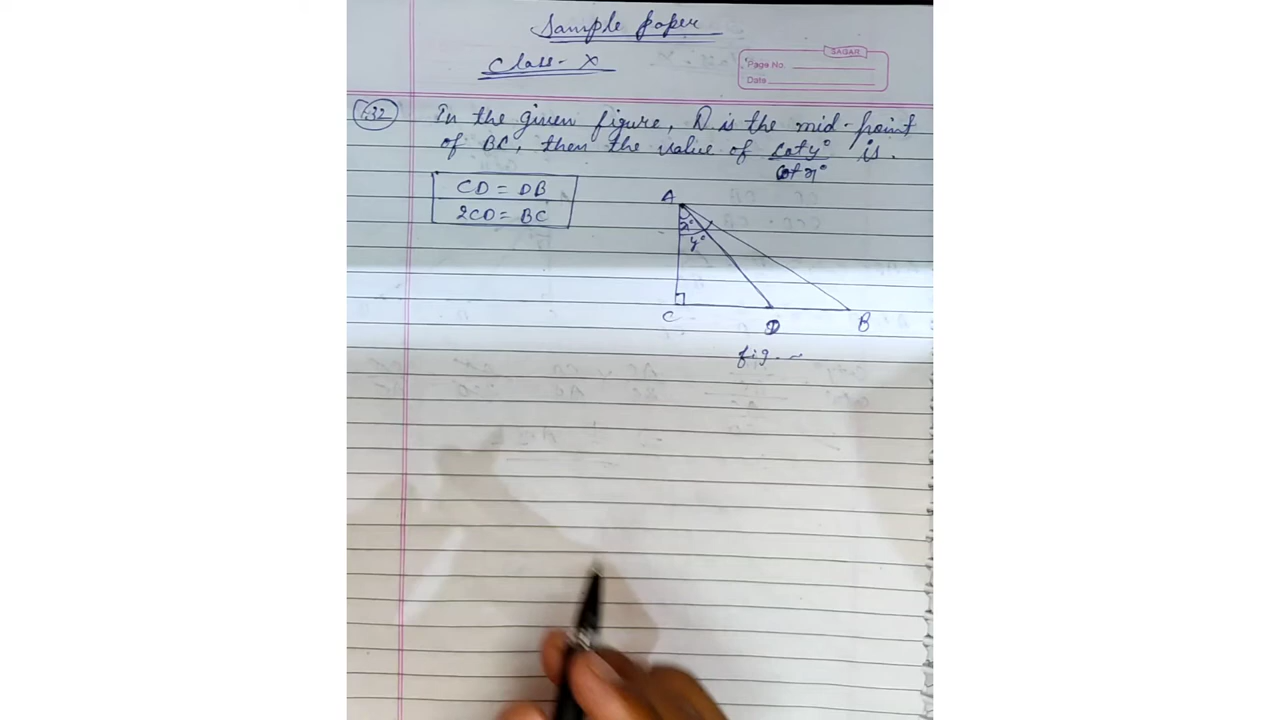 Sample paper
Class - X
SAGAR
Page No.
Date
Q.32 In the given figure, D is the mid-point
of BC, then the value of cot y° / cot x° is.
CD = DB
2CD = BC
A
x°
y°
C
D
B
fig. ~